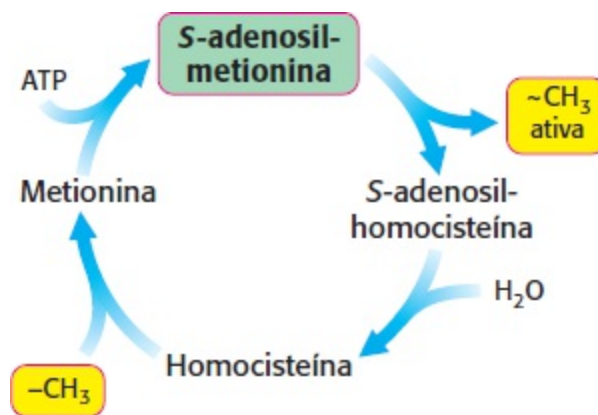 S-adenosil-
metionina
ATP
~CH₃
ativa
Metionina
S-adenosil-
homocisteína
H₂O
Homocisteína
–CH₃